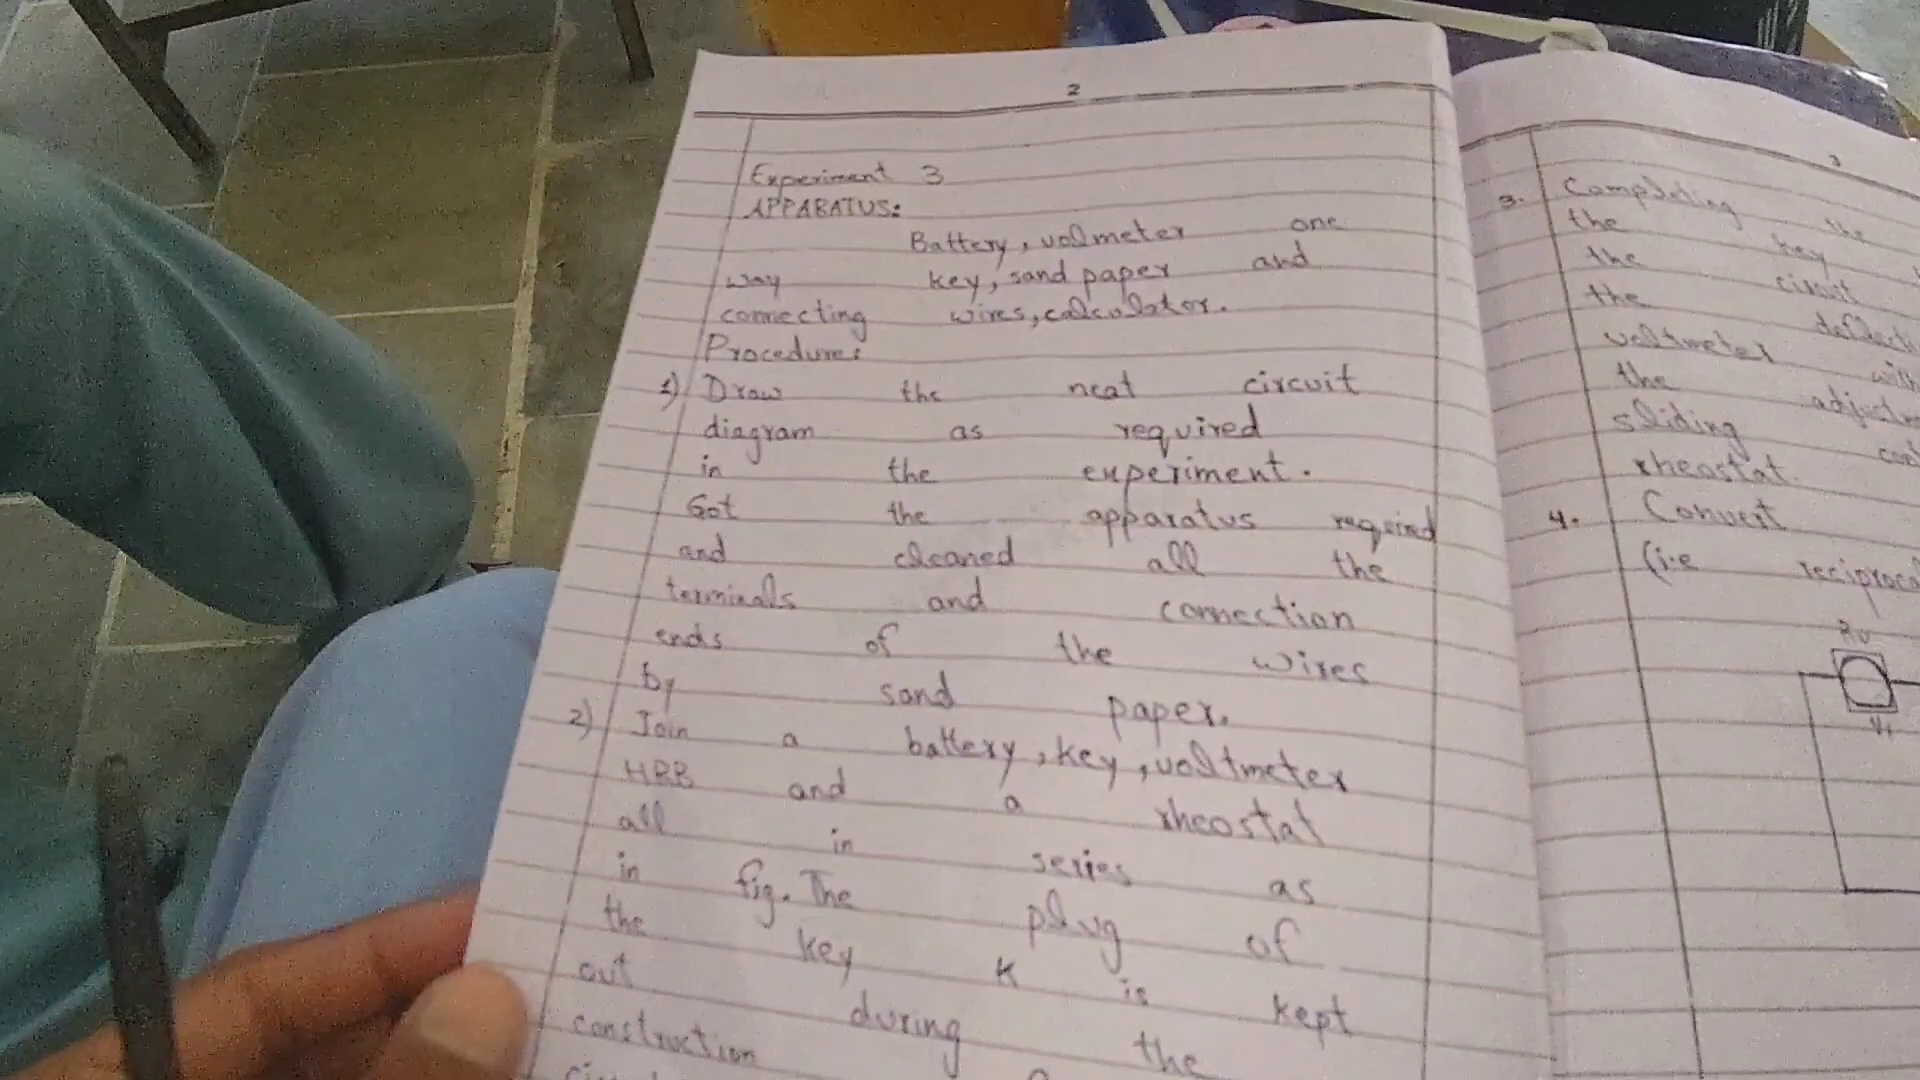 2
Experiment 3
APPARATUS:
Battery, volmeter one
way key, sand paper and
connecting wires, calculator.
Procedure:
1) Draw the neat circuit
diagram as required
in the experiment.
Got the apparatus required
and cleaned all the
terminals and connection
ends of the wires
by sand paper.
2) Join a battery, key, voltmeter
HRB and a rheostat
all in series as
in fig. The plug of
the key K is kept
out during the
construction
3
3. Completing the
the key
the circuit
the
voltmeter with
the
sliding
rheostat.
4. Convert
(i.e